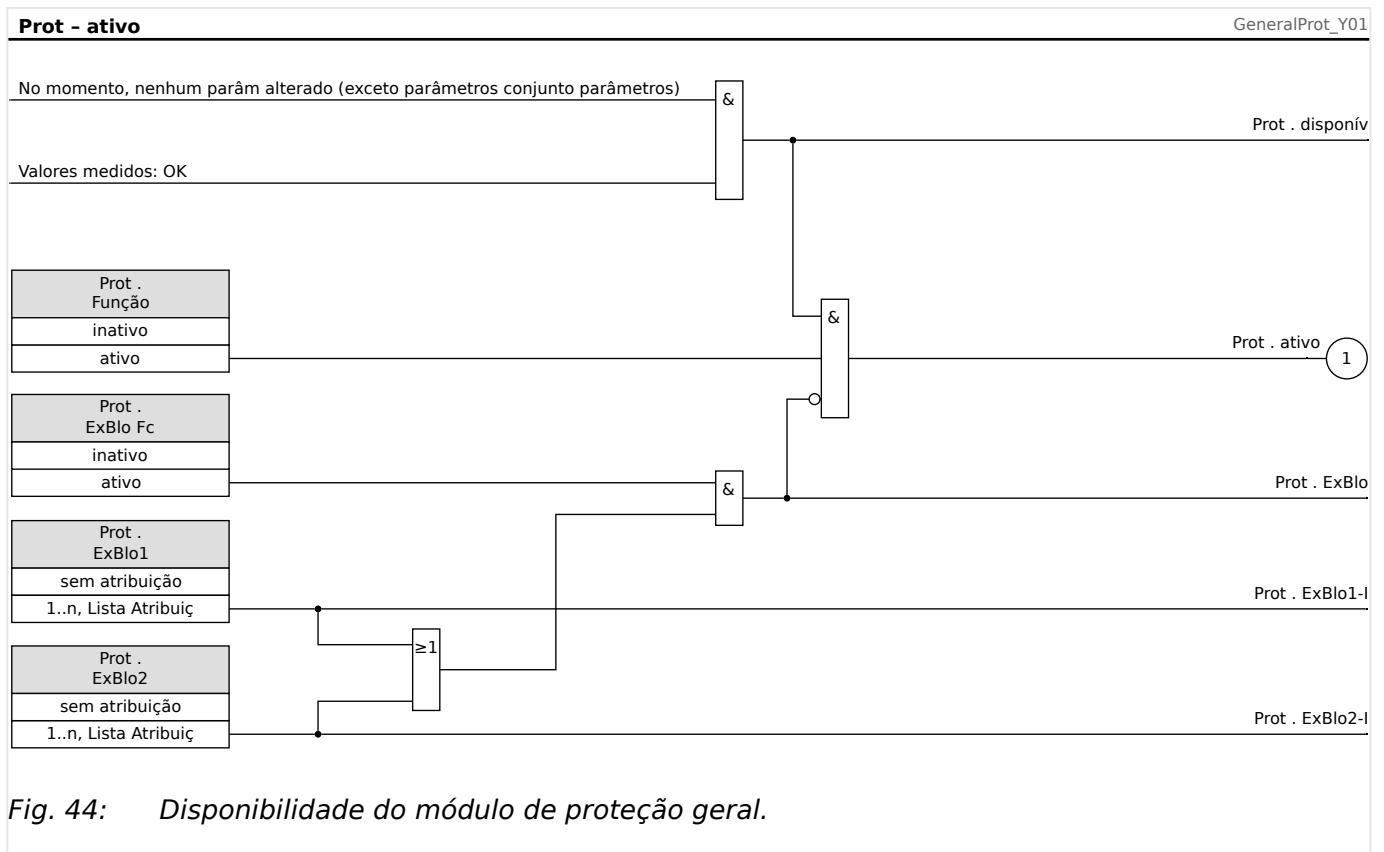 Prot – ativo
GeneralProt_Y01
No momento, nenhum parâm alterado (exceto parâmetros conjunto parâmetros)
&
Prot . disponív
Valores medidos: OK
Prot .
Função
inativo
ativo
&
Prot . ativo
1
Prot .
ExBlo Fc
inativo
ativo
&
Prot . ExBlo
Prot .
ExBlo1
sem atribuição
1..n, Lista Atribuiç
Prot . ExBlo1-I
≥1
Prot .
ExBlo2
sem atribuição
1..n, Lista Atribuiç
Prot . ExBlo2-I
Fig. 44: Disponibilidade do módulo de proteção geral.